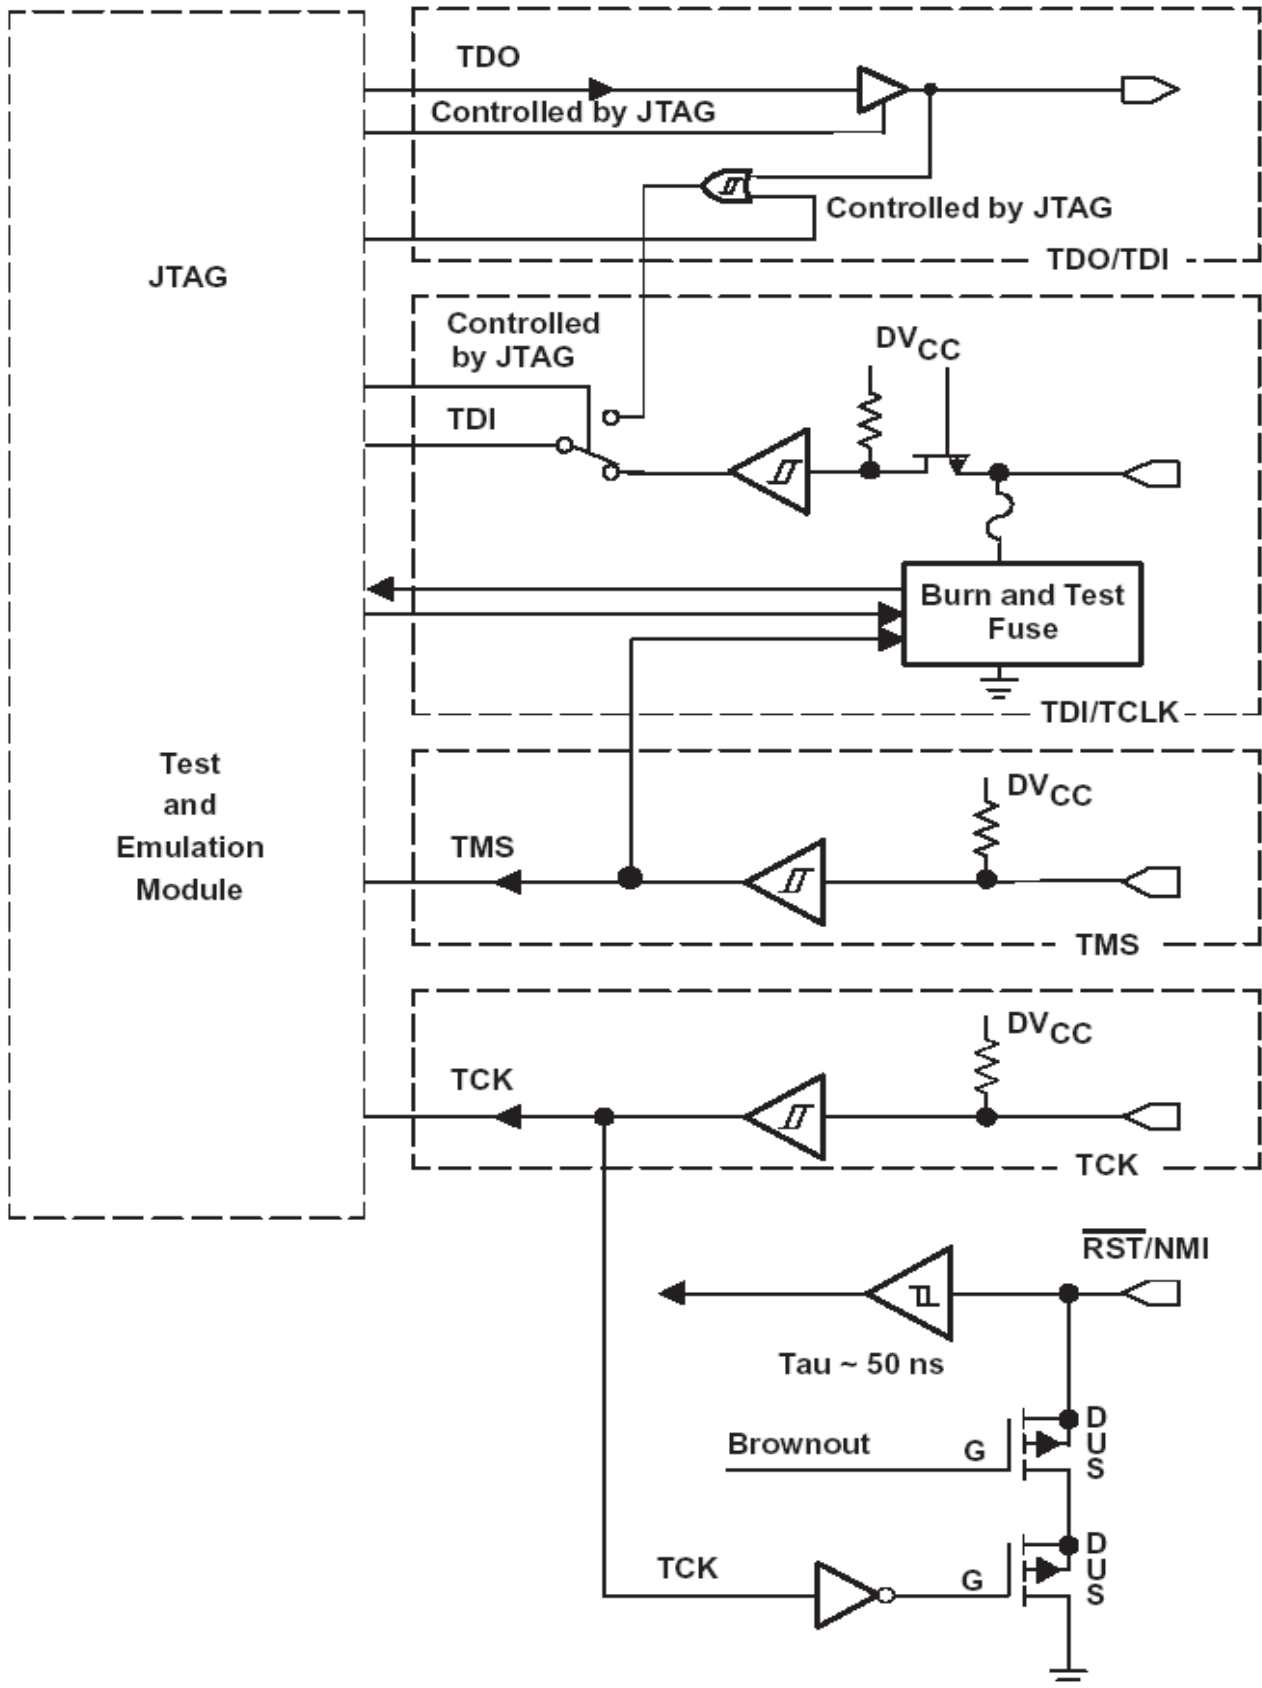 TDO
Controlled by JTAG
Controlled by JTAG
TDO/TDI
JTAG
Controlled
by JTAG
DVCC
TDI
Burn and Test
Fuse
TDI/TCLK
Test
and
Emulation
Module
DVCC
TMS
TMS
DVCC
TCK
TCK
RST/NMI
Tau ~ 50 ns
Brownout
G
D
U
S
TCK
G
D
U
S